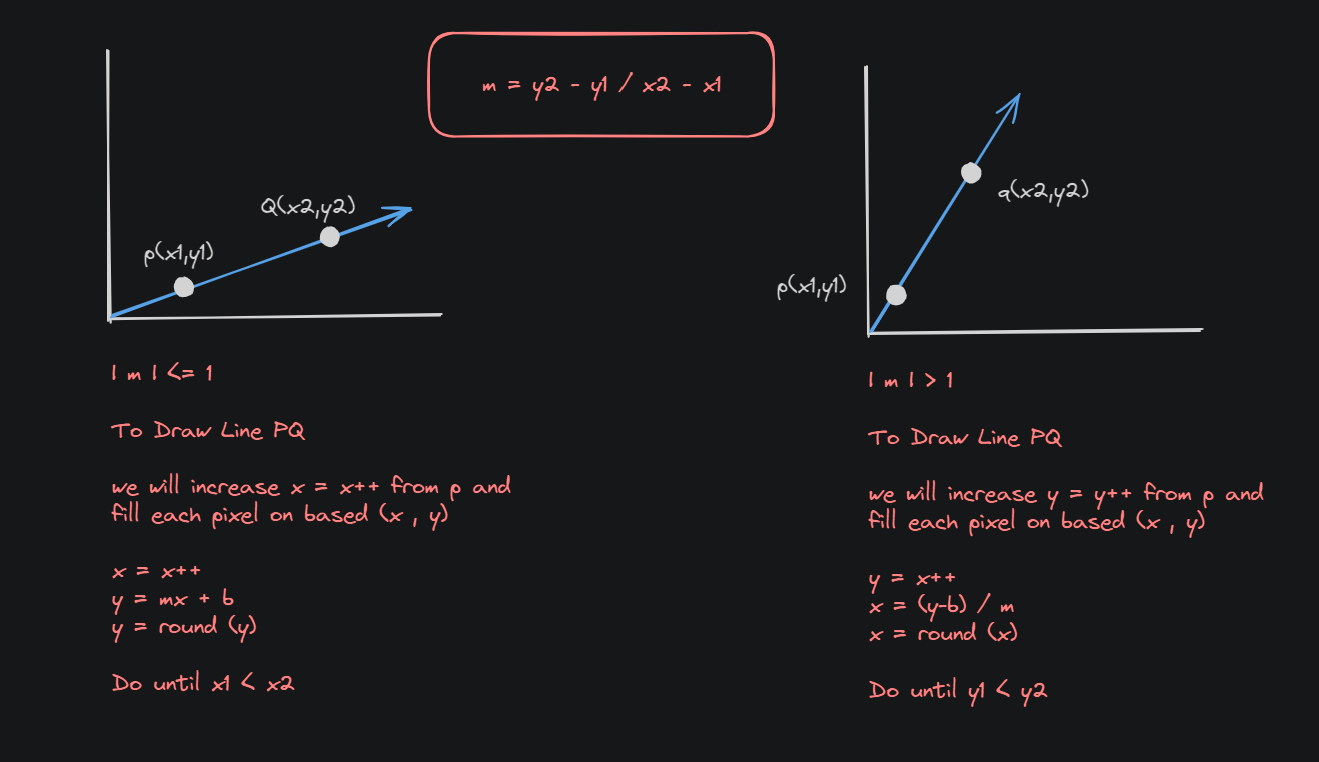 m = y2 - y1 / x2 - x1
Q(x2,y2)
p(x1,y1)
| m | <= 1
To Draw Line PQ
we will increase x = x++ from p and
fill each pixel on based (x , y)
x = x++
y = mx + b
y = round (y)
Do until x1 < x2
q(x2,y2)
p(x1,y1)
| m | > 1
To Draw Line PQ
we will increase y = y++ from p and
fill each pixel on based (x , y)
y = x++
x = (y-b) / m
x = round (x)
Do until y1 < y2